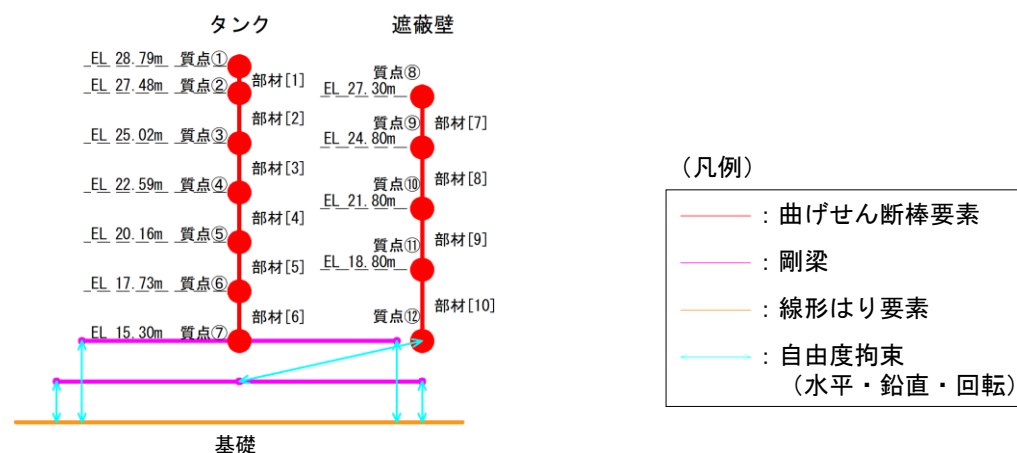 タンク 遮蔽壁
EL 28.79m 質点①
部材[1]
EL 27.48m 質点②
部材[2]
EL 25.02m 質点③
部材[3]
EL 22.59m 質点④
部材[4]
EL 20.16m 質点⑤
部材[5]
EL 17.73m 質点⑥
部材[6]
EL 15.30m 質点⑦
質点⑧
EL 27.30m
質点⑨ 部材[7]
EL 24.80m
質点⑩ 部材[8]
EL 21.80m
質点⑪ 部材[9]
EL 18.80m
質点⑫ 部材[10]
基礎
(凡例)
:曲げせん断棒要素
:剛梁
:線形はり要素
:自由度拘束
(水平・鉛直・回転)